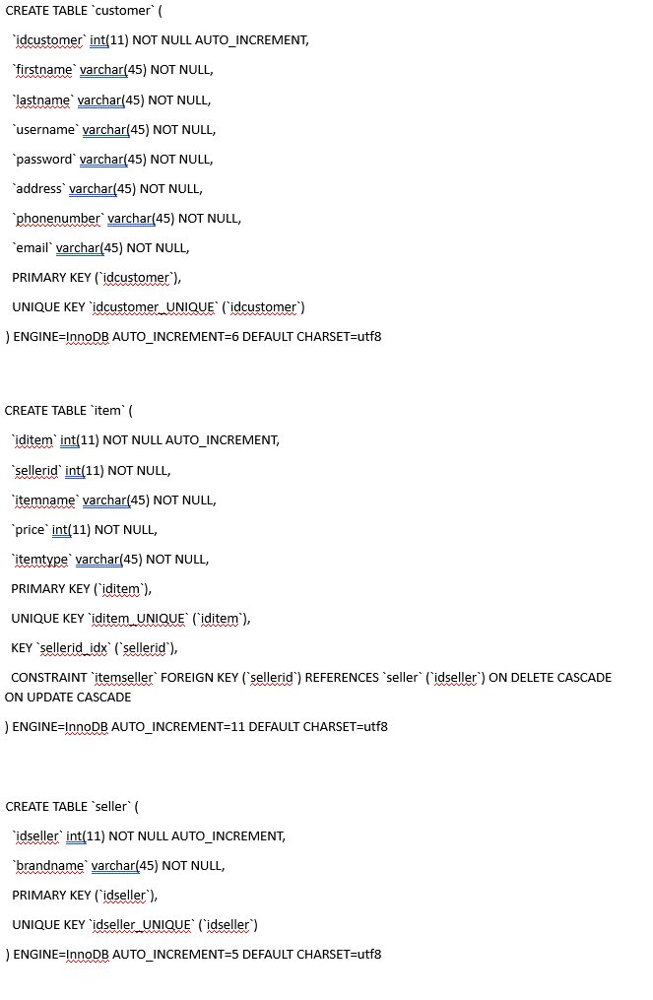 CREATE TABLE `customer` (
`idcustomer` int(11) NOT NULL AUTO_INCREMENT,
`firstname` varchar(45) NOT NULL,
`lastname` varchar(45) NOT NULL,
`username` varchar(45) NOT NULL,
`password` varchar(45) NOT NULL,
`address` varchar(45) NOT NULL,
`phonenumber` varchar(45) NOT NULL,
`email` varchar(45) NOT NULL,
PRIMARY KEY (`idcustomer`),
UNIQUE KEY `idcustomer_UNIQUE` (`idcustomer`)
) ENGINE=InnoDB AUTO_INCREMENT=6 DEFAULT CHARSET=utf8
CREATE TABLE `item` (
`iditem` int(11) NOT NULL AUTO_INCREMENT,
`sellerid` int(11) NOT NULL,
`itemname` varchar(45) NOT NULL,
`price` int(11) NOT NULL,
`itemtype` varchar(45) NOT NULL,
PRIMARY KEY (`iditem`),
UNIQUE KEY `iditem_UNIQUE` (`iditem`),
KEY `sellerid_idx` (`sellerid`),
CONSTRAINT `itemseller` FOREIGN KEY (`sellerid`) REFERENCES `seller` (`idseller`) ON DELETE CASCADE
ON UPDATE CASCADE
) ENGINE=InnoDB AUTO_INCREMENT=11 DEFAULT CHARSET=utf8
CREATE TABLE `seller` (
`idseller` int(11) NOT NULL AUTO_INCREMENT,
`brandname` varchar(45) NOT NULL,
PRIMARY KEY (`idseller`),
UNIQUE KEY `idseller_UNIQUE` (`idseller`)
) ENGINE=InnoDB AUTO_INCREMENT=5 DEFAULT CHARSET=utf8